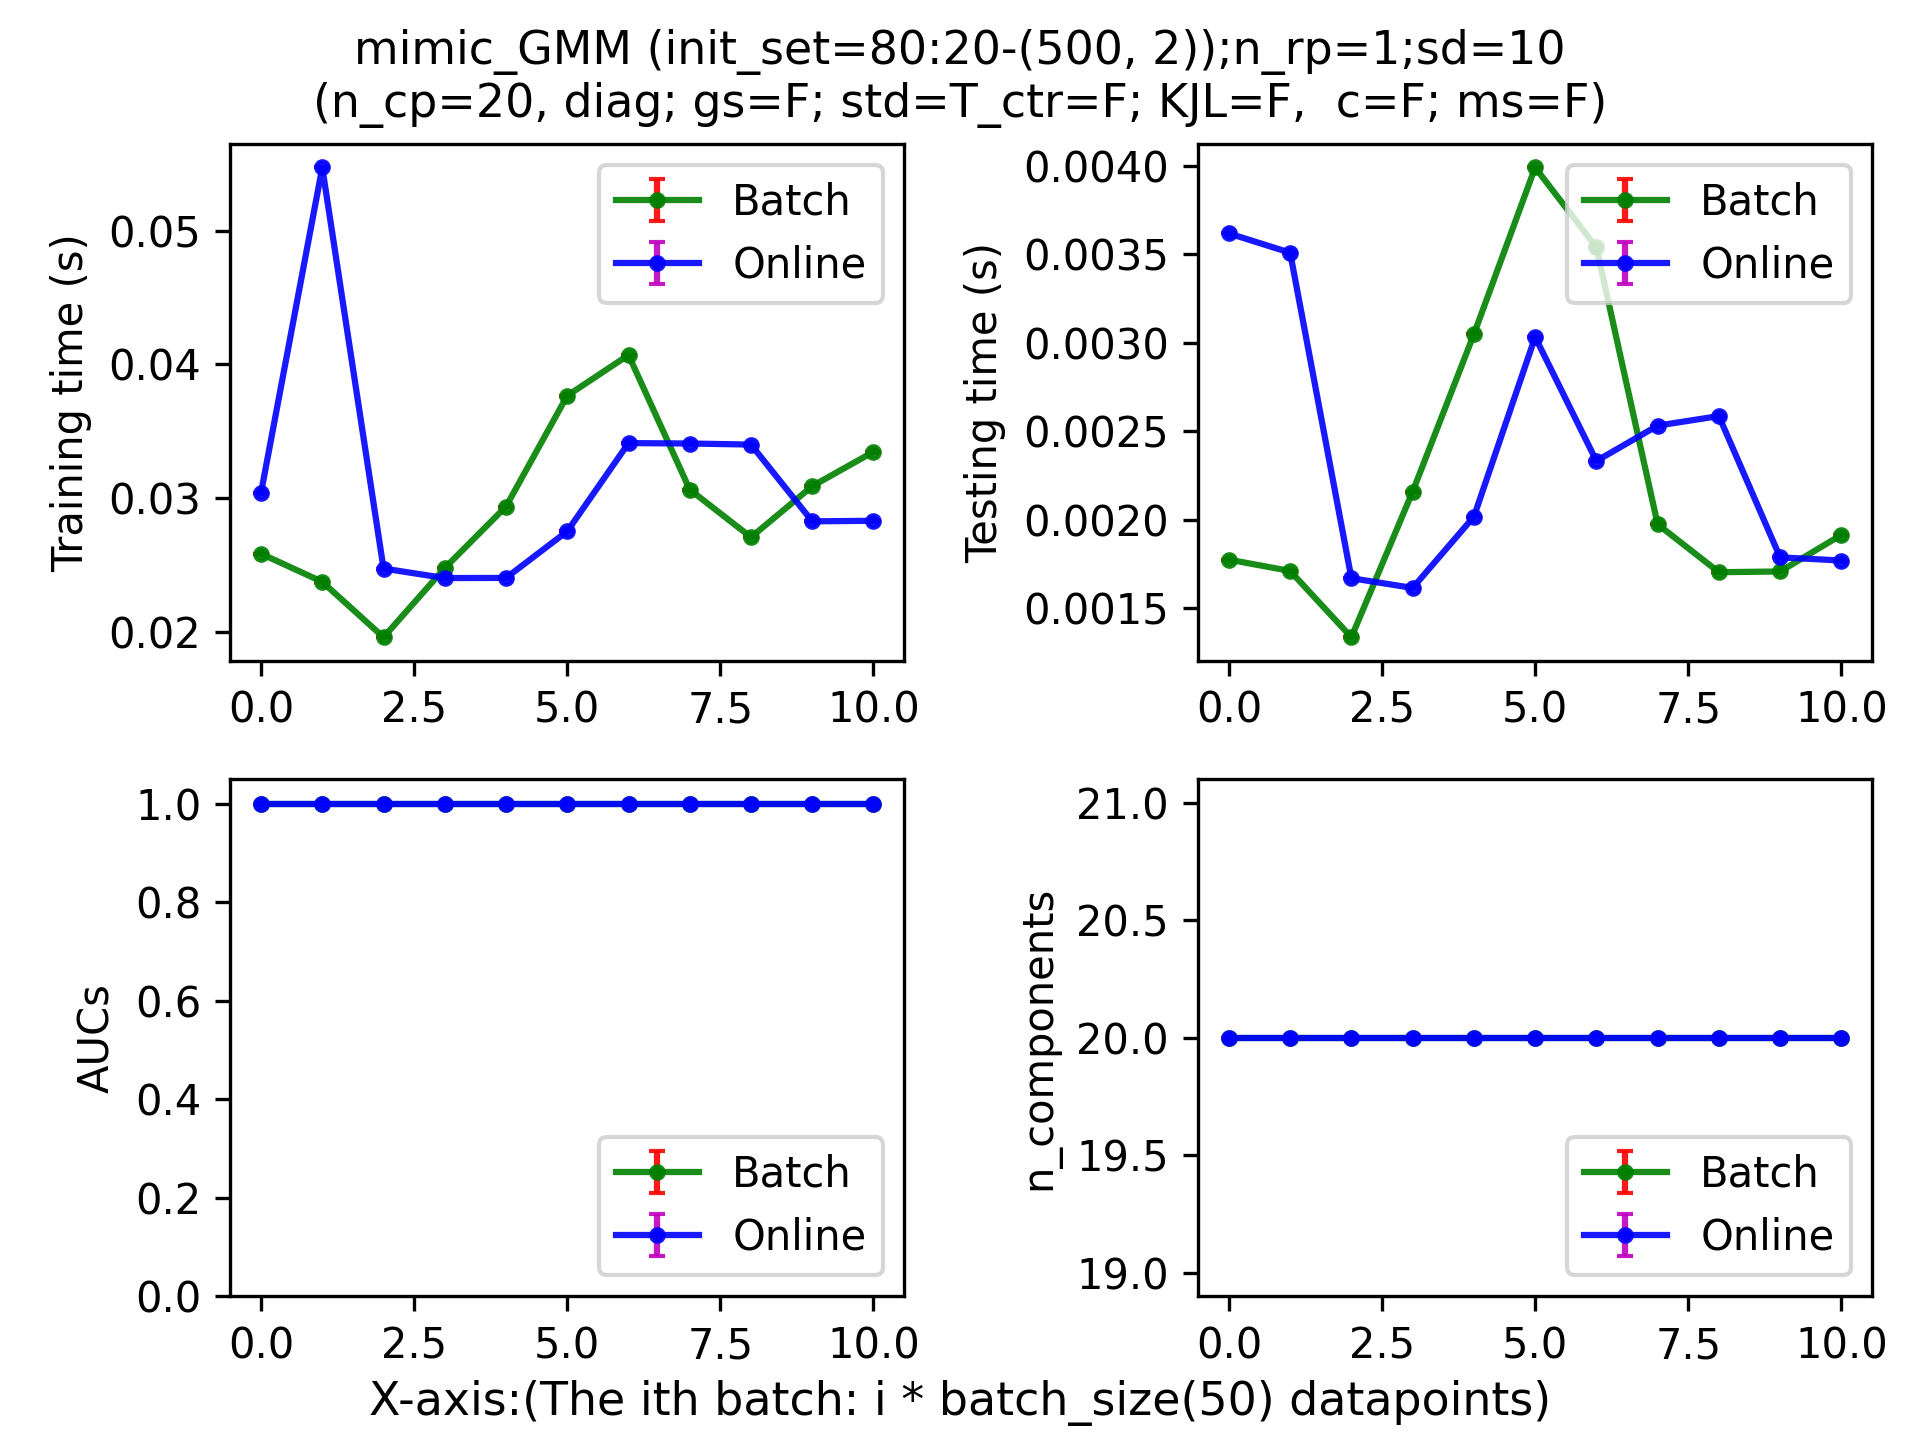 mimic_GMM (init_set=80:20-(500, 2));n_rp=1;sd=10
(n_cp=20, diag; gs=F; std=T_ctr=F; KJL=F,  c=F; ms=F)
Training time (s)
0.05
0.04
0.03
0.02
Batch
Online
0.0 2.5 5.0 7.5 10.0
Testing time (s)
0.0040
0.0035
0.0030
0.0025
0.0020
0.0015
Batch
Online
0.0 2.5 5.0 7.5 10.0
AUCs
1.0
0.8
0.6
0.4
0.2
0.0
Batch
Online
0.0 2.5 5.0 7.5 10.0
n_components
21.0
20.5
20.0
19.5
19.0
Batch
Online
0.0 2.5 5.0 7.5 10.0
X-axis:(The ith batch: i * batch_size(50) datapoints)